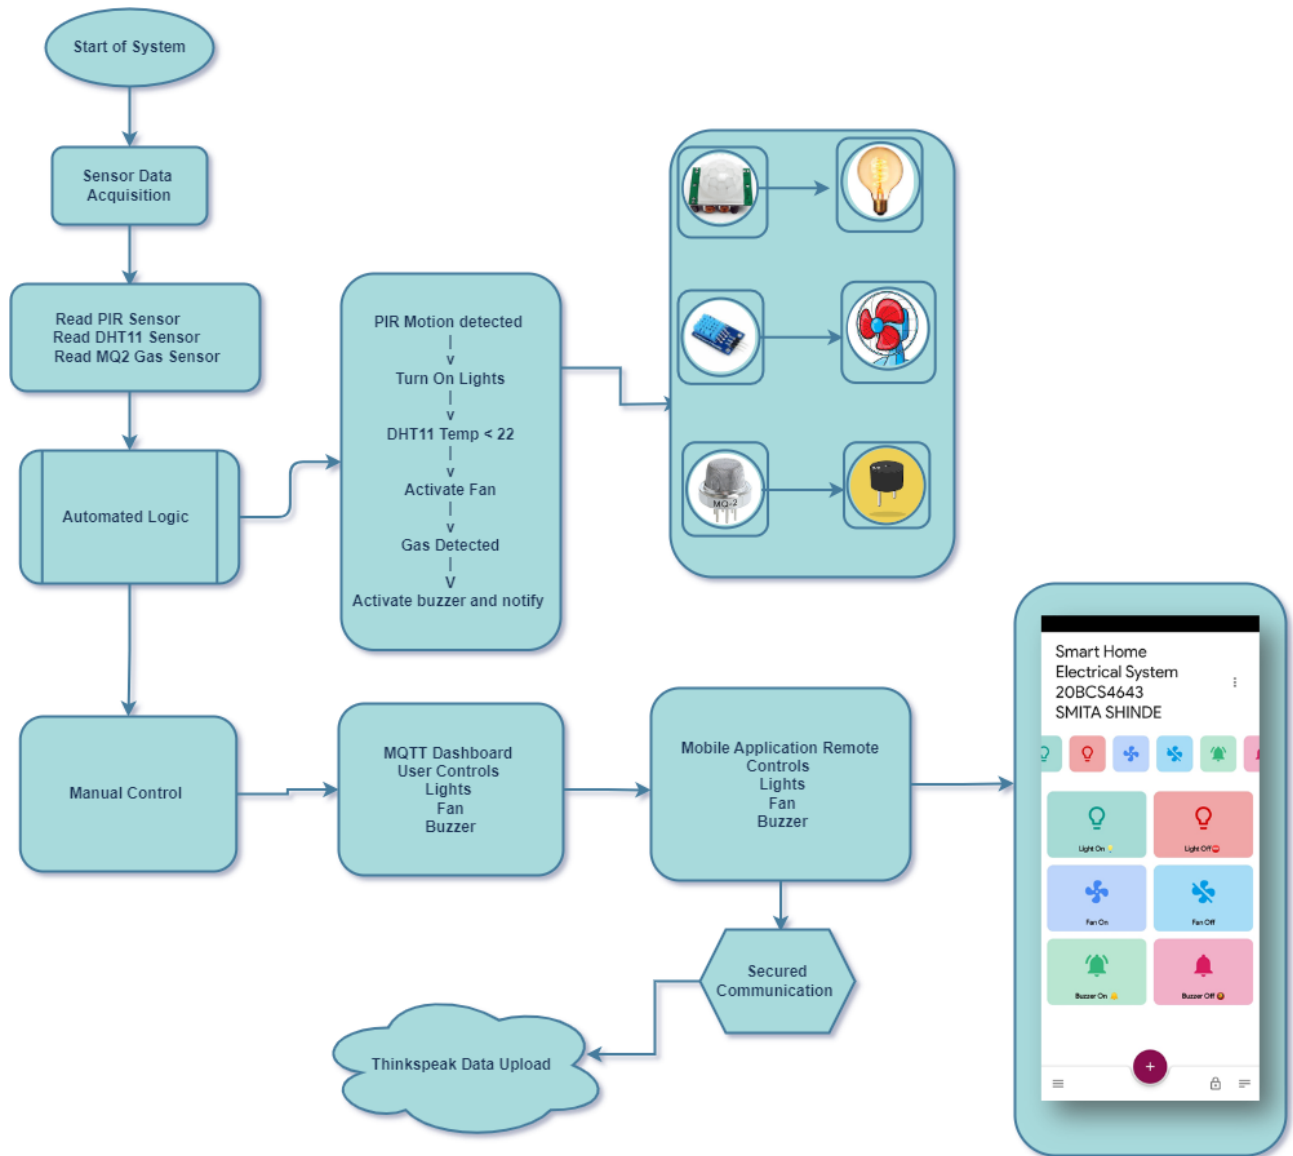 Start of System
Sensor Data
Acquisition
Read PIR Sensor
Read DHT11 Sensor
Read MQ2 Gas Sensor
Automated Logic
PIR Motion detected
|
v
Turn On Lights
|
v
DHT11 Temp < 22
|
v
Activate Fan
|
v
Gas Detected
|
V
Activate buzzer and notify
MQ-2
Manual Control
MQTT Dashboard
User Controls
Lights
Fan
Buzzer
Mobile Application Remote
Controls
Lights
Fan
Buzzer
Secured
Communication
Thinkspeak Data Upload
Smart Home
Electrical System
20BCS4643
SMITA SHINDE
Light On 💡
Light Off ⛔
Fan On
Fan Off
Buzzer On
Buzzer Off
+